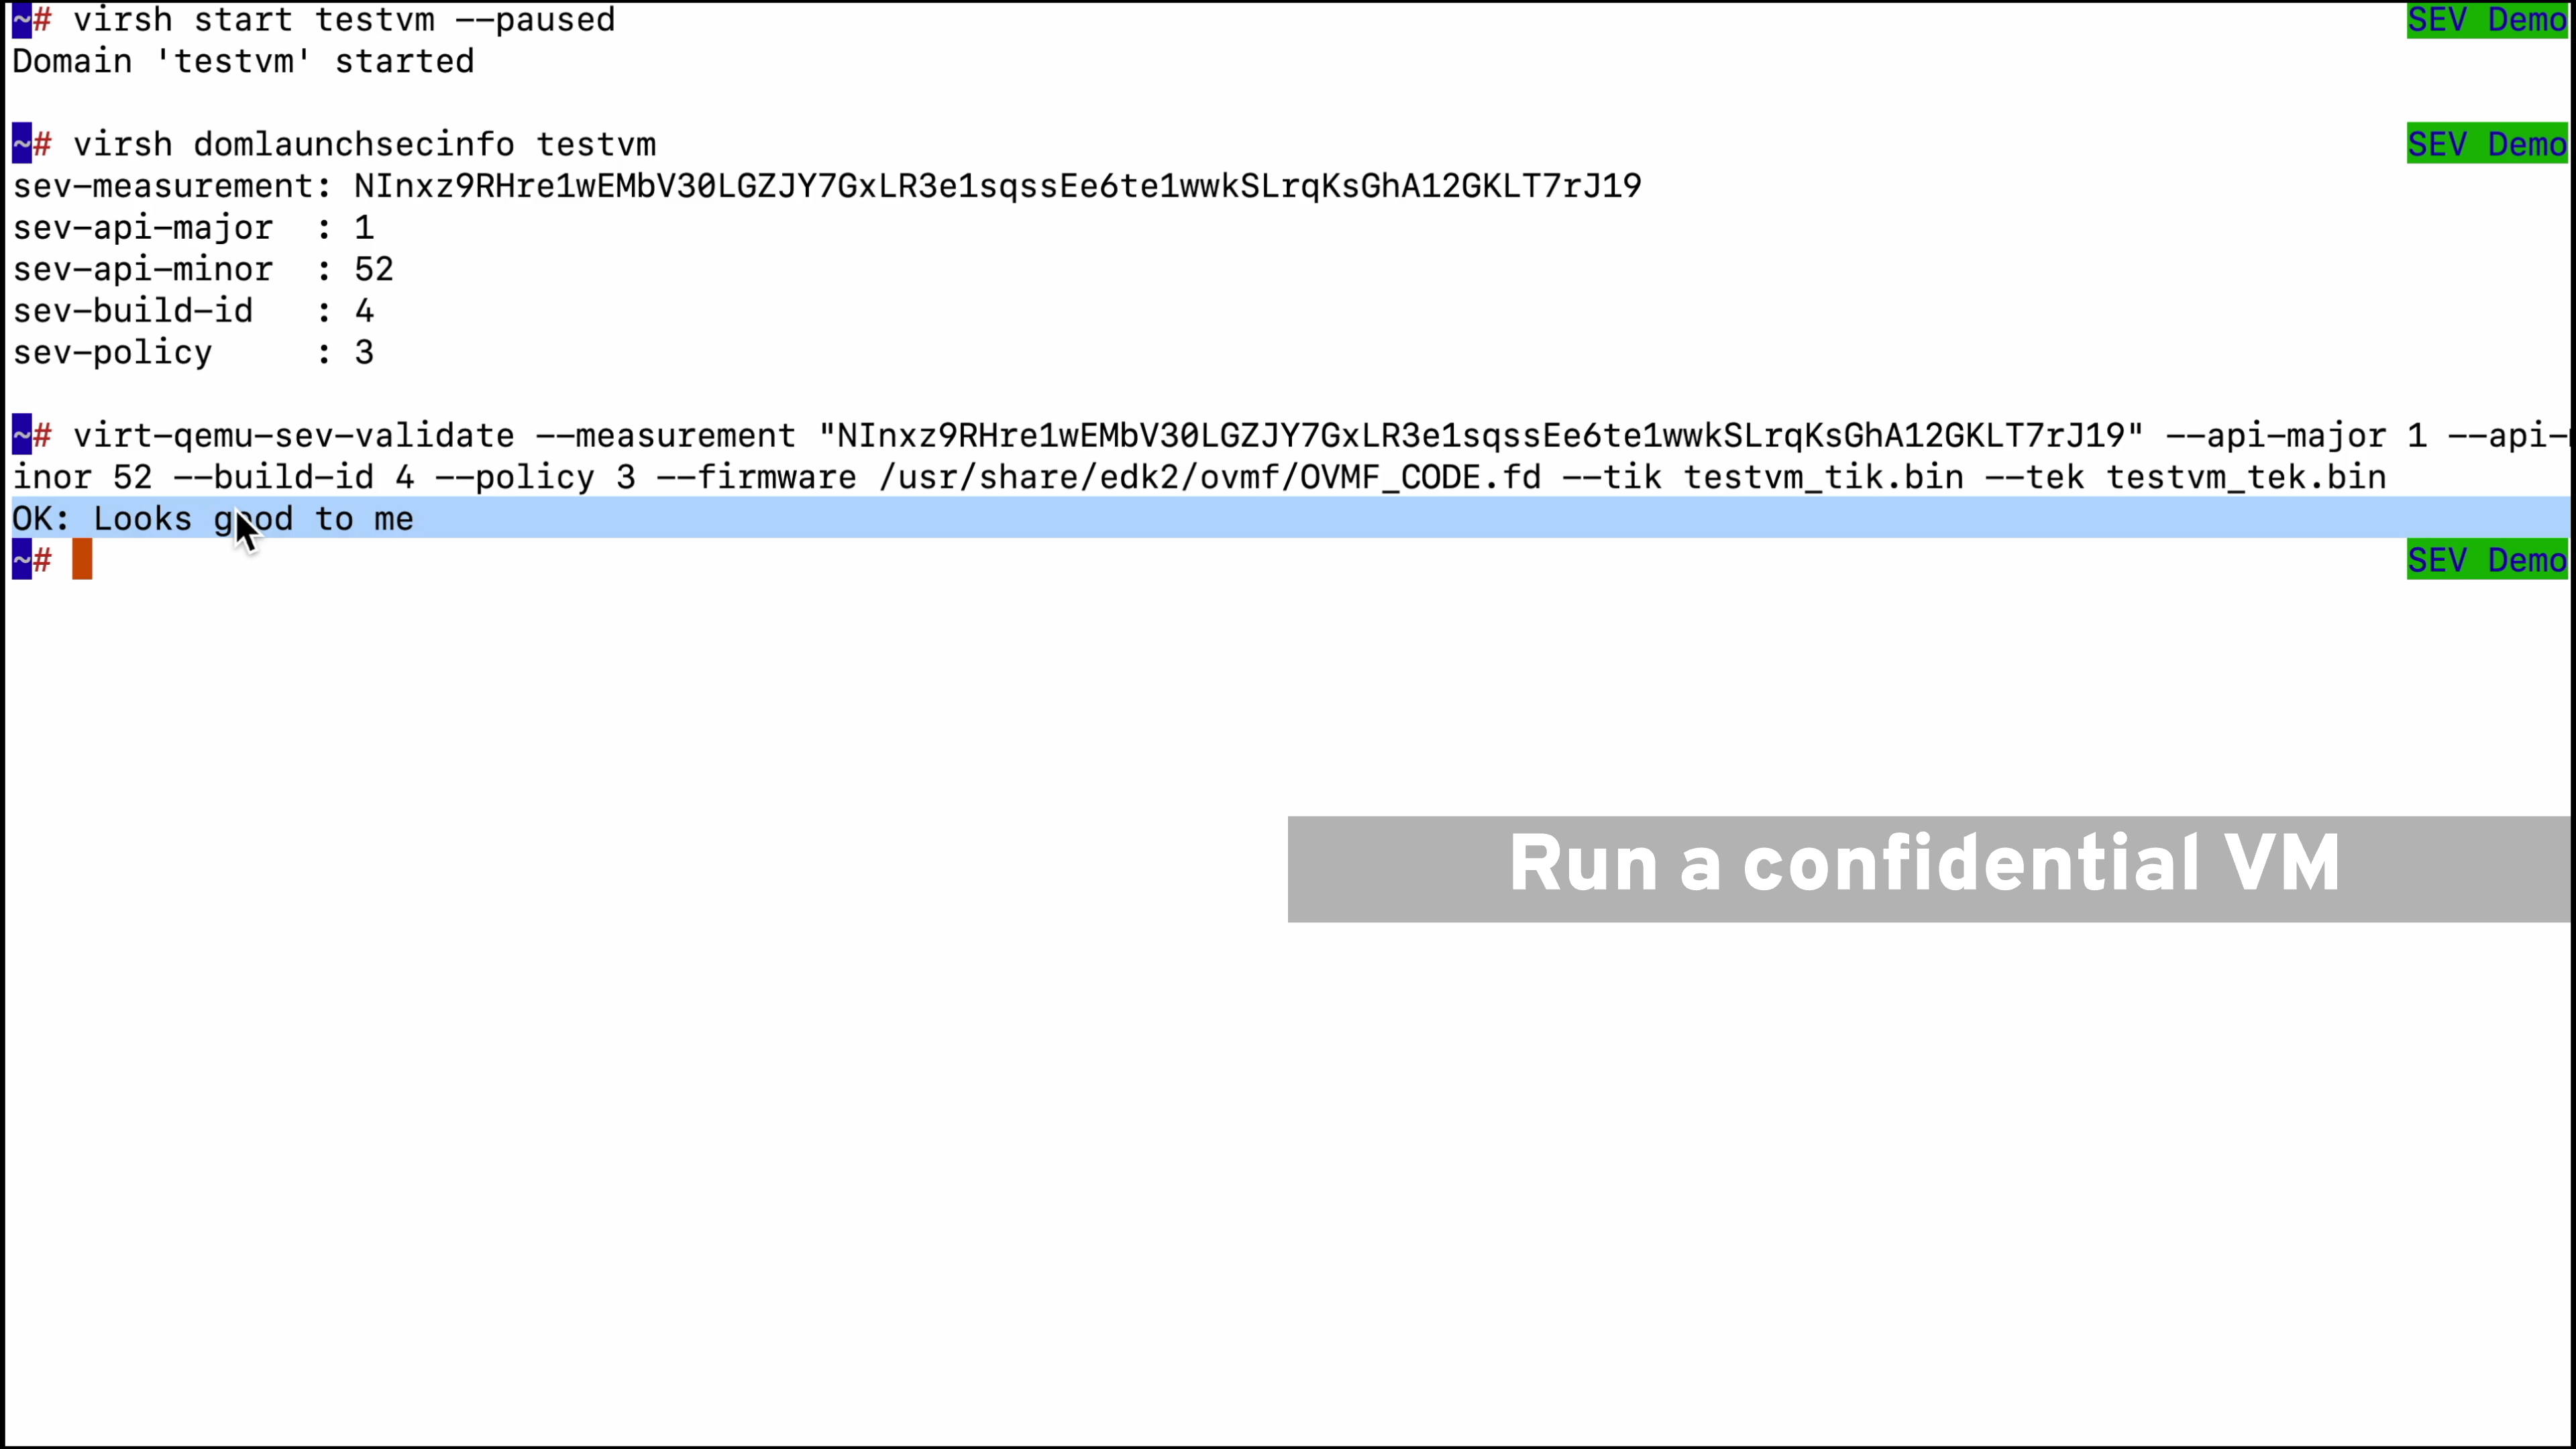 ~# virsh start testvm --paused SEV Demo
Domain 'testvm' started
~# virsh domlaunchsecinfo testvm SEV Demo
sev-measurement: NInxz9RHre1wEMbV30LGZJY7GxLR3e1sqssEe6te1wwkSLrqKsGhA12GKLT7rJ19
sev-api-major : 1
sev-api-minor : 52
sev-build-id : 4
sev-policy : 3
~# virt-qemu-sev-validate --measurement "NInxz9RHre1wEMbV30LGZJY7GxLR3e1sqssEe6te1wwkSLrqKsGhA12GKLT7rJ19" --api-major 1 --api-m
inor 52 --build-id 4 --policy 3 --firmware /usr/share/edk2/ovmf/OVMF_CODE.fd --tik testvm_tik.bin --tek testvm_tek.bin
OK: Looks good to me
~# SEV Demo
Run a confidential VM